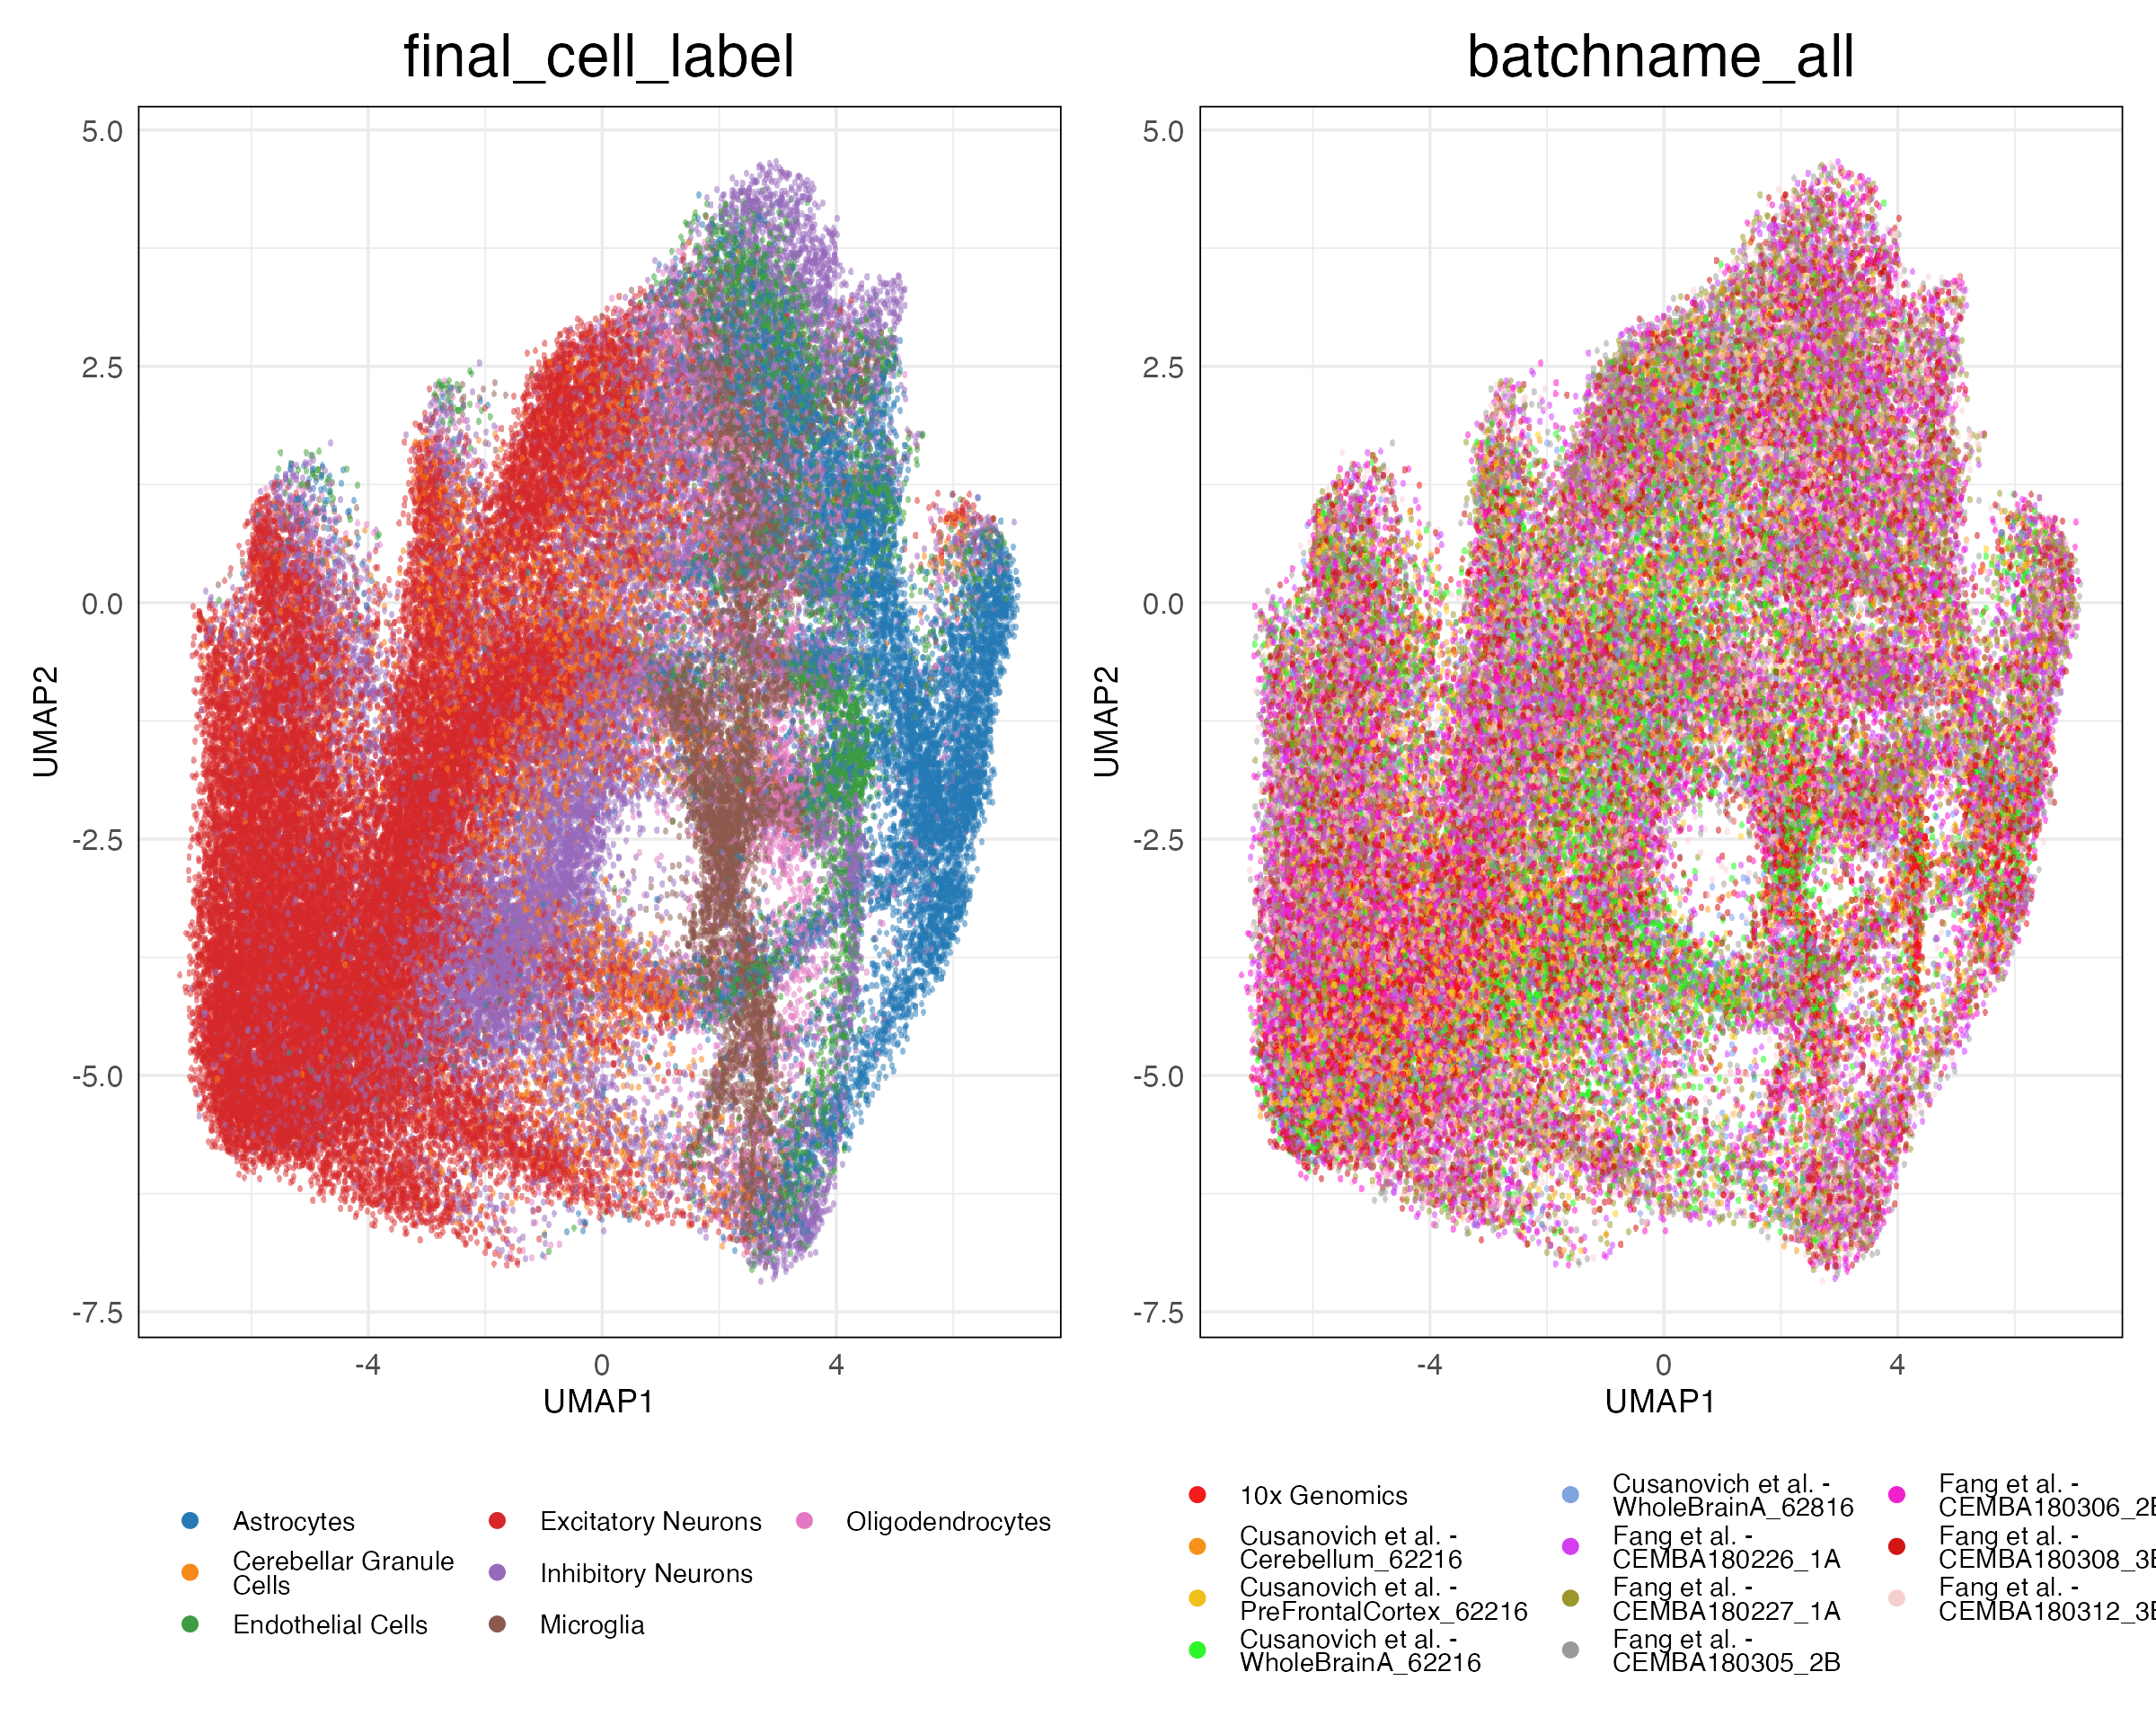 final_cell_label
batchname_all
5.0
2.5
0.0
-2.5
-5.0
-7.5
UMAP2
-4
0
4
UMAP1
5.0
2.5
0.0
-2.5
-5.0
-7.5
UMAP2
-4
0
4
UMAP1
Astrocytes
Cerebellar Granule
Cells
Endothelial Cells
Excitatory Neurons
Inhibitory Neurons
Microglia
Oligodendrocytes
10x Genomics
Cusanovich et al. -
Cerebellum_62216
Cusanovich et al. -
PreFrontalCortex_62216
Cusanovich et al. -
WholeBrainA_62216
Cusanovich et al. -
WholeBrainA_62816
Fang et al. -
CEMBA180226_1A
Fang et al. -
CEMBA180227_1A
Fang et al. -
CEMBA180305_2B
Fang et al. -
CEMBA180306_2B
Fang et al. -
CEMBA180308_3B
Fang et al. -
CEMBA180312_3B